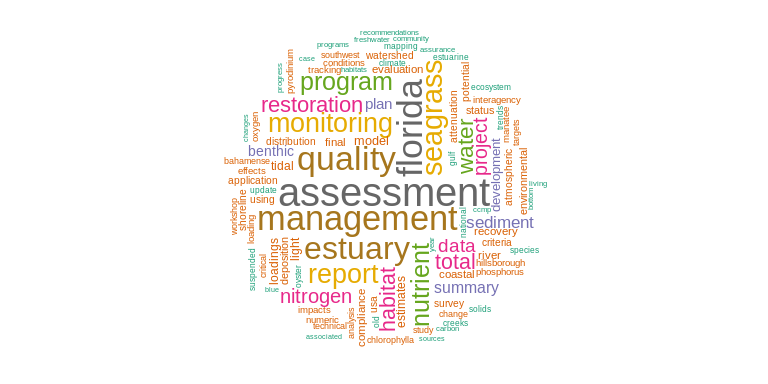 recommendations
freshwater community
programs mapping assurance
case southwest watershed estuarine
conditions climate
progress pyrodinium tracking habitats evaluation potential ecosystem
program
restoration plan florida seagrass interagency
status
changes oxygen monitoring attenuation water project manatee trends targets
distribution final model
benthic quality gulf development
bahamense tidal
effects
application assessment atmospheric environmental living
update using bottom
workshop shoreline management national ccmp
loading sediment
recovery
estuary year data criteria species
suspended critical loadings deposition light total river
hillsborough
report habitat nutrient coastal phosphorus
oyster
blue nitrogen usa estimates summary
impacts compliance survey solids
numeric analysis old change
technical creeks
carbon
associated chlorophylla study
sources